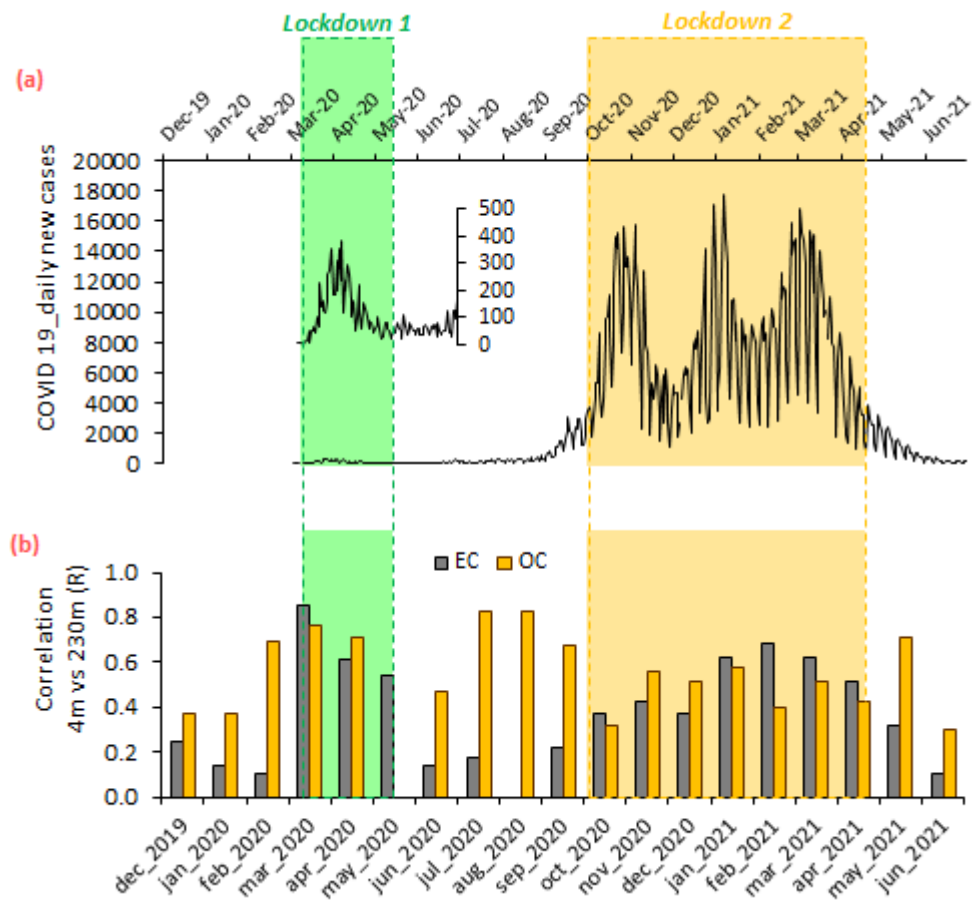 Lockdown 1
Lockdown 2
(a)
Dec-19
Jan-20
Feb-20
Mar-20
Apr-20
May-20
Jun-20
Jul-20
Aug-20
Sep-20
Oct-20
Nov-20
Dec-20
Jan-21
Feb-21
Mar-21
Apr-21
May-21
Jun-21
COVID 19_daily new cases
20000
18000
16000
14000
12000
10000
8000
6000
4000
2000
0
500
400
300
200
100
0
(b)
EC
OC
Correlation
4m vs 230m (R)
1.0
0.8
0.6
0.4
0.2
0.0
dec_2019
jan_2020
feb_2020
mar_2020
apr_2020
may_2020
jun_2020
jul_2020
aug_2020
sep_2020
oct_2020
nov_2020
dec_2020
jan_2021
feb_2021
mar_2021
apr_2021
may_2021
jun_2021